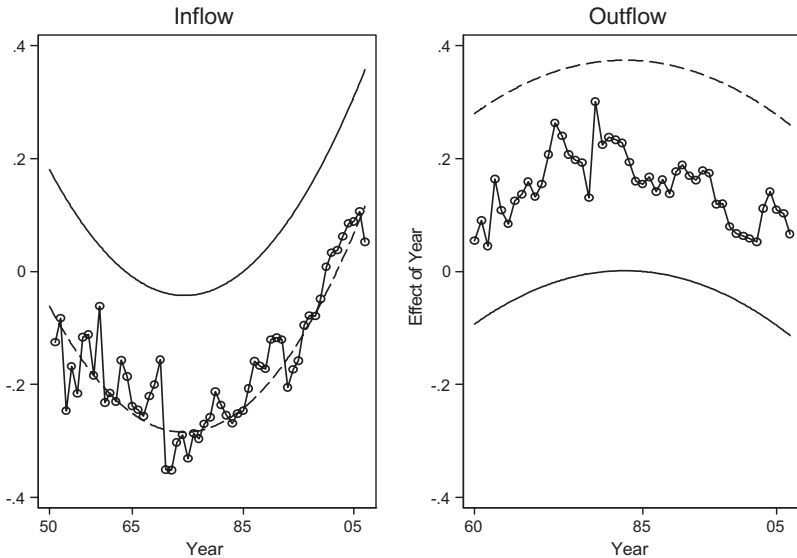 Inflow
.4
.2
0
-.2
-.4
50 65 85 05
Year
Outflow
Effect of Year
.4
.2
0
-.2
-.4
60 85 05
Year